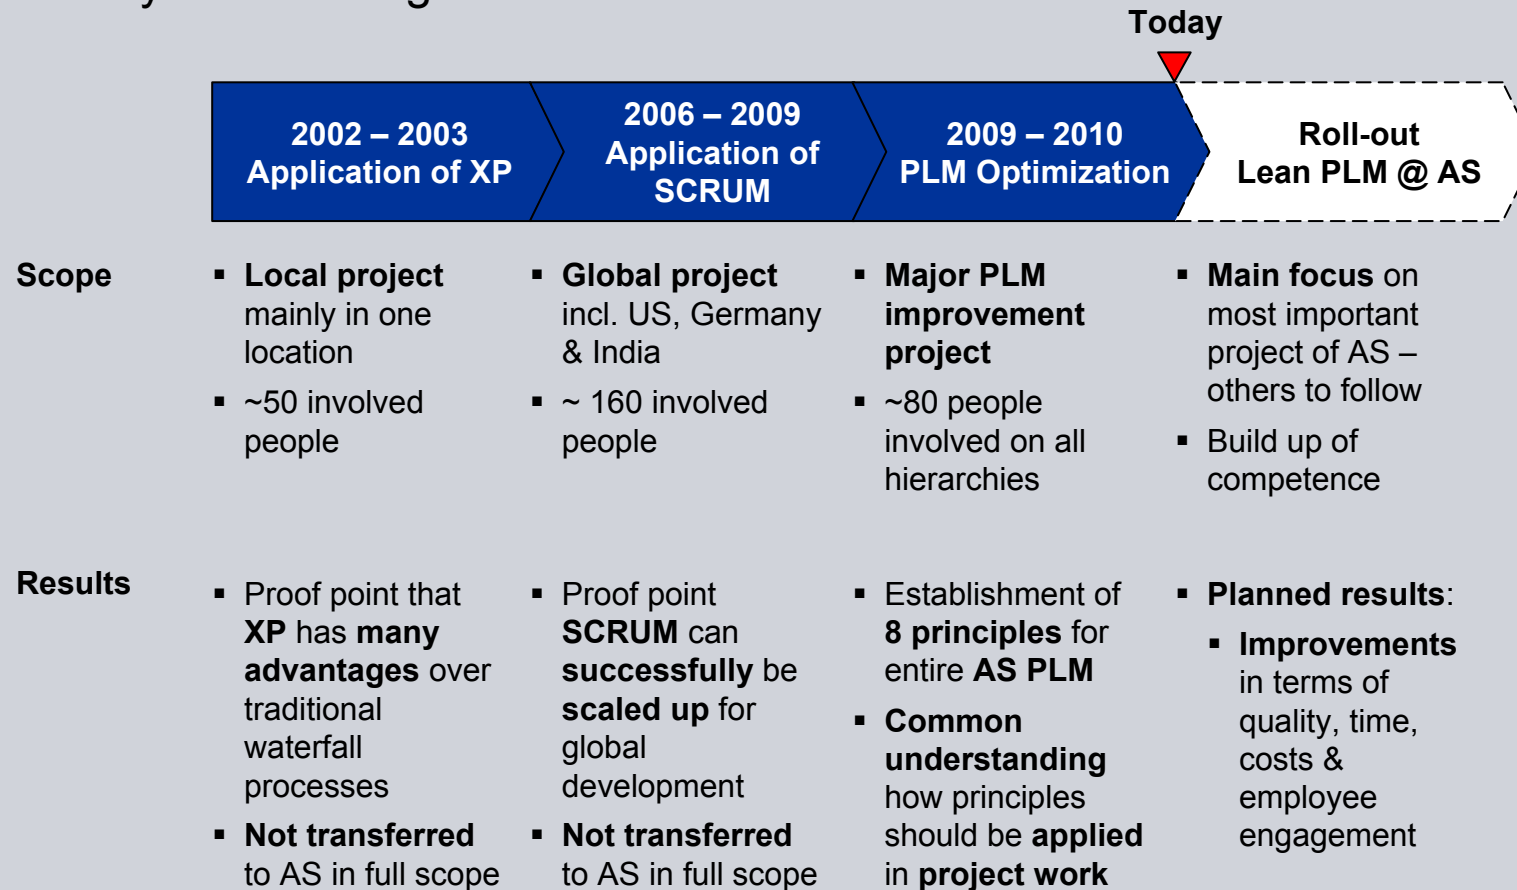 Today
2002 – 2003
Application of XP
2006 – 2009
Application of
SCRUM
2009 – 2010
PLM Optimization
Roll-out
Lean PLM @ AS
Scope
▪ Local project
mainly in one
location
▪ ~50 involved
people
▪ Global project
incl. US, Germany
& India
▪ ~ 160 involved
people
▪ Major PLM
improvement
project
▪ ~80 people
involved on all
hierarchies
▪ Main focus on
most important
project of AS –
others to follow
▪ Build up of
competence
Results
▪ Proof point that
XP has many
advantages over
traditional
waterfall
processes
▪ Not transferred
to AS in full scope
▪ Proof point
SCRUM can
successfully be
scaled up for
global
development
▪ Not transferred
to AS in full scope
▪ Establishment of
8 principles for
entire AS PLM
▪ Common
understanding
how principles
should be applied
in project work
▪ Planned results:
▪ Improvements
in terms of
quality, time,
costs &
employee
engagement